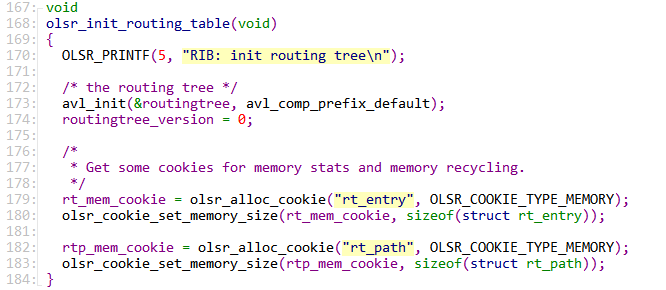 167: void
168: olsr_init_routing_table(void)
169: {
170:   OLSR_PRINTF(5, "RIB: init routing tree\n");
171:
172:   /* the routing tree */
173:   avl_init(&routingtree, avl_comp_prefix_default);
174:   routingtree_version = 0;
175:
176:   /*
177:    * Get some cookies for memory stats and memory recycling.
178:    */
179:   rt_mem_cookie = olsr_alloc_cookie("rt_entry", OLSR_COOKIE_TYPE_MEMORY);
180:   olsr_cookie_set_memory_size(rt_mem_cookie, sizeof(struct rt_entry));
181:
182:   rtp_mem_cookie = olsr_alloc_cookie("rt_path", OLSR_COOKIE_TYPE_MEMORY);
183:   olsr_cookie_set_memory_size(rtp_mem_cookie, sizeof(struct rt_path));
184: }